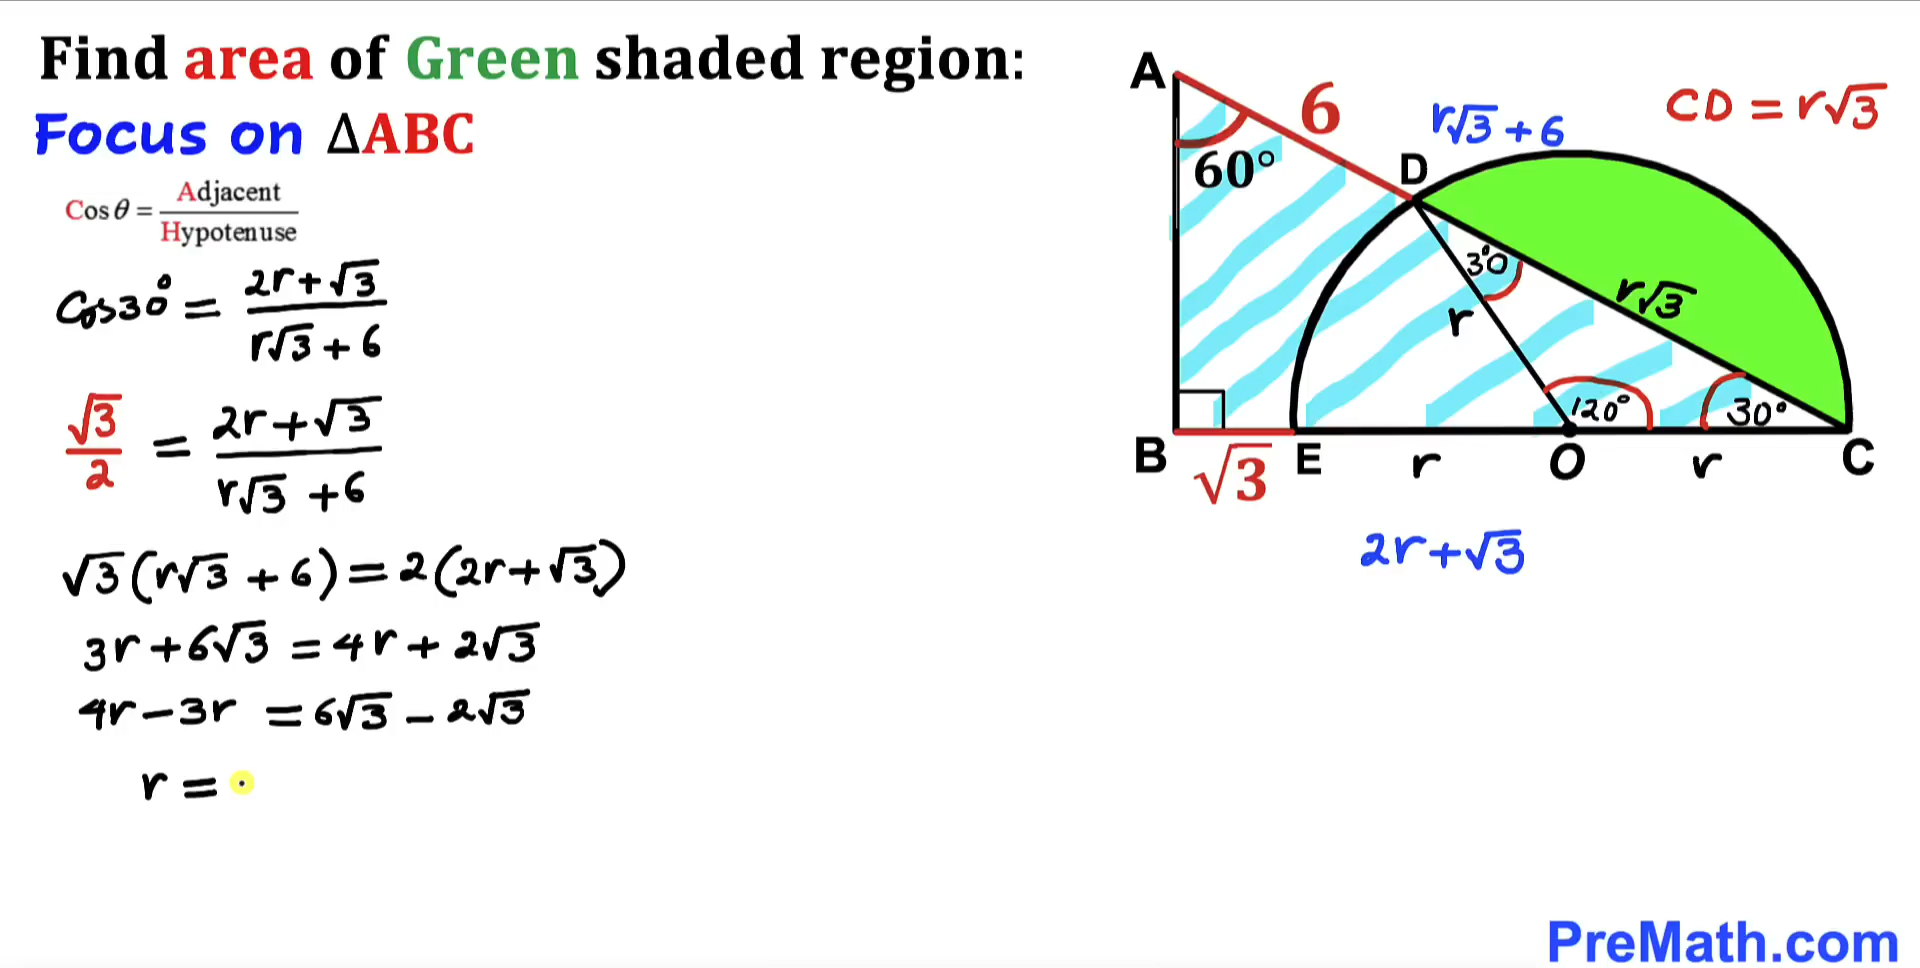 Find area of Green shaded region:
Focus on ΔABC
Cos θ = Adjacent / Hypotenuse
Cos30° = 2r+√3 / r√3+6
√3/2 = 2r+√3 / r√3+6
√3(r√3+6)=2(2r+√3)
3r+6√3=4r+2√3
4r-3r=6√3-2√3
r=.
A
6
r√3+6
CD=r√3
60°
D
30°
r√3
r
120°
30°
B
√3
E
r
O
r
C
2r+√3
PreMath.com